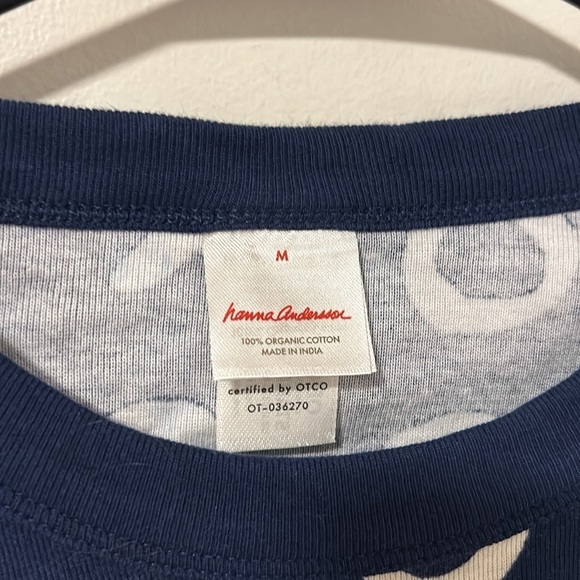 M
hanna Andersson
100% ORGANIC COTTON
MADE IN INDIA
certified by OTCO
OT-036270